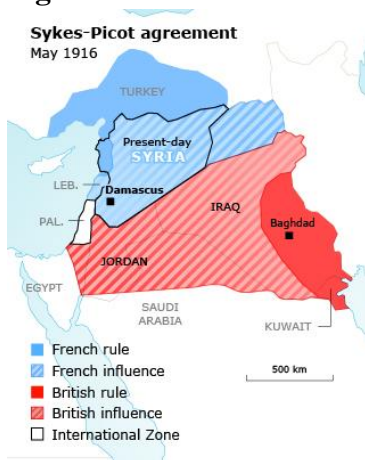 Sykes-Picot agreement
May 1916
TURKEY
Present-day
SYRIA
LEB.
Damascus
PAL.
IRAQ
Baghdad
JORDAN
EGYPT
SAUDI
ARABIA
KUWAIT
French rule
French influence
British rule
British influence
International Zone
500 km